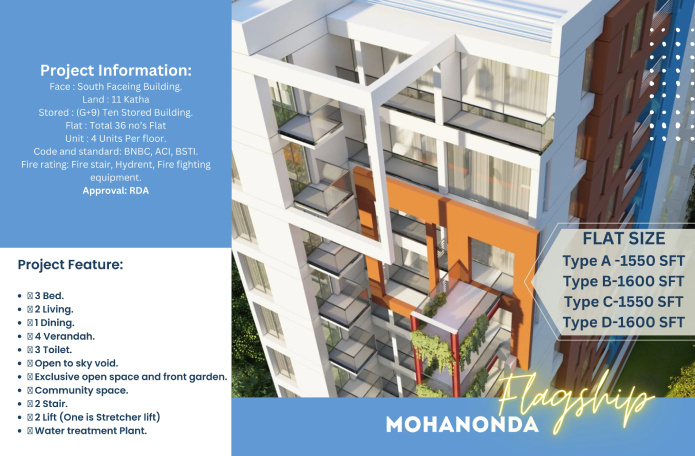 Project Information:
Face : South Faceing Building.
Land : 11 Katha
Stored : (G+9) Ten Stored Building.
Flat : Total 36 no's Flat
Unit : 4 Units Per floor.
Code and standard: BNBC, ACI, BSTI.
Fire rating: Fire stair, Hydrent, Fire fighting
equipment.
Approval: RDA
Project Feature:
• 3 Bed.
• 2 Living.
• 1 Dining.
• 4 Verandah.
• 3 Toilet.
• Open to sky void.
• Exclusive open space and front garden.
• Community space.
• 2 Stair.
• 2 Lift (One is Stretcher lift)
• Water treatment Plant.
FLAT SIZE
Type A -1550 SFT
Type B-1600 SFT
Type C-1550 SFT
Type D-1600 SFT
Flagship
MOHANONDA